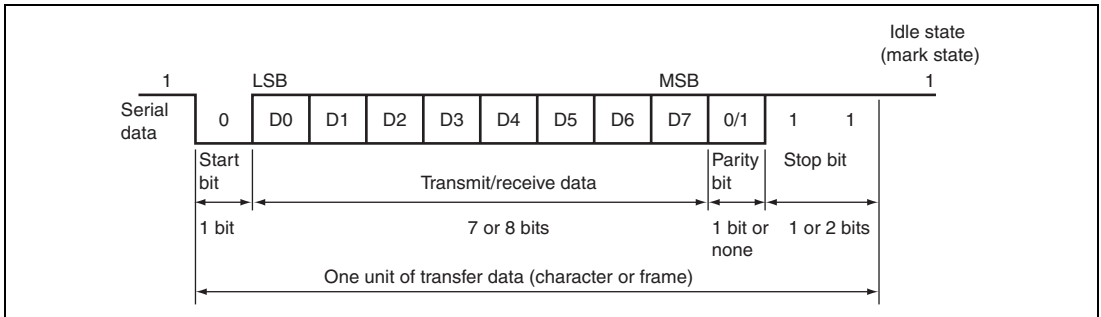 Idle state
(mark state)
1 LSB MSB 1
Serial
data
0 D0 D1 D2 D3 D4 D5 D6 D7 0/1 1 1
Start
bit
Transmit/receive data
Parity
bit
Stop bit
1 bit
7 or 8 bits
1 bit or
none
1 or 2 bits
One unit of transfer data (character or frame)